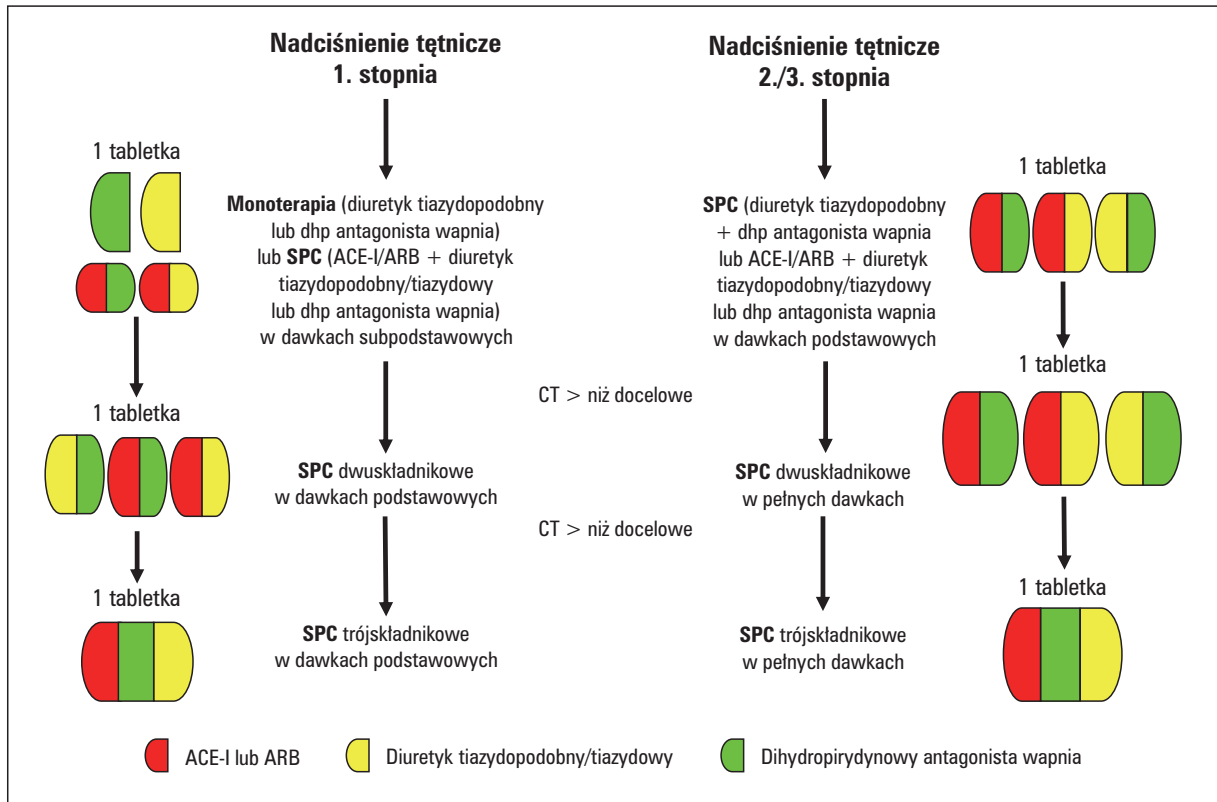 Nadciśnienie tętnicze
1. stopnia
Nadciśnienie tętnicze
2./3. stopnia
1 tabletka
Monoterapia (diuretyk tiazydopodobny
lub dhp antagonista wapnia)
lub SPC (ACE-I/ARB + diuretyk
tiazydopodobny/tiazydowy
lub dhp antagonista wapnia)
w dawkach subpodstawowych
SPC (diuretyk tiazydopodobny
+ dhp antagonista wapnia
lub ACE-I/ARB + diuretyk
tiazydopodobny/tiazydowy
lub dhp antagonista wapnia
w dawkach podstawowych
1 tabletka
CT > niż docelowe
1 tabletka
SPC dwuskładnikowe
w dawkach podstawowych
SPC dwuskładnikowe
w pełnych dawkach
1 tabletka
CT > niż docelowe
1 tabletka
SPC trójskładnikowe
w dawkach podstawowych
SPC trójskładnikowe
w pełnych dawkach
1 tabletka
ACE-I lub ARB
Diuretyk tiazydopodobny/tiazydowy
Dihydropirydynowy antagonista wapnia